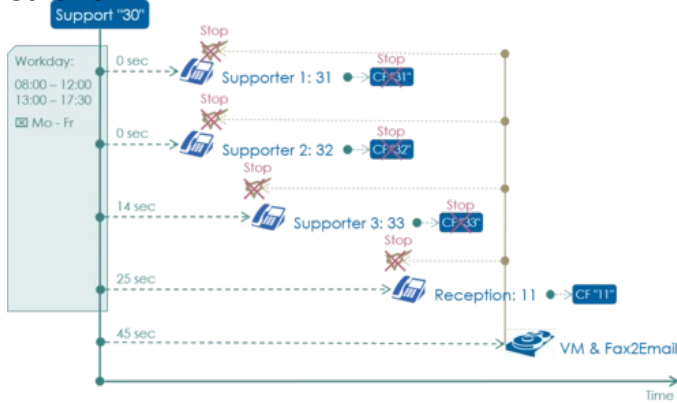 Support "30"
Stop
Workday:
0 sec
Stop
08:00 – 12:00
13:00 – 17:30
Supporter 1: 31
CF "31"
Mo - Fr
Stop
0 sec
Stop
Supporter 2: 32
CF "32"
Stop
14 sec
Stop
Supporter 3: 33
CF "33"
Stop
25 sec
Reception: 11
CF "11"
45 sec
VM & Fax2Email
Time